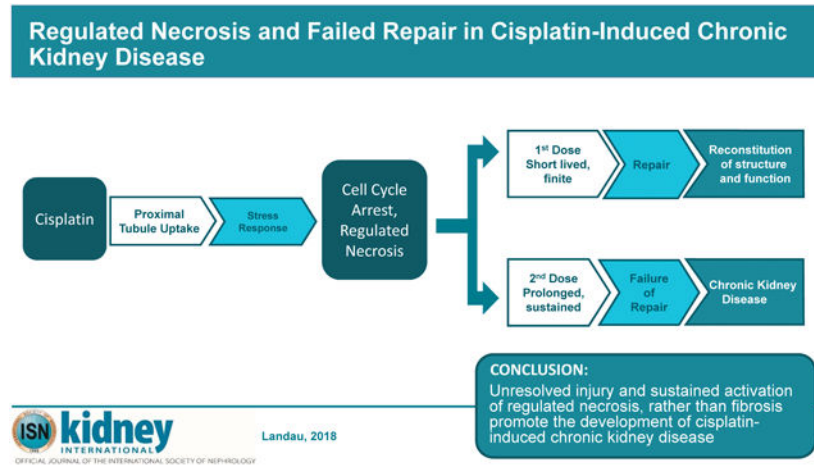 Regulated Necrosis and Failed Repair in Cisplatin-Induced Chronic
Kidney Disease
Cisplatin
Proximal
Tubule Uptake
Stress
Response
Cell Cycle
Arrest,
Regulated
Necrosis
1st Dose
Short lived,
finite
Repair
Reconstitution
of structure
and function
2nd Dose
Prolonged,
sustained
Failure
of
Repair
Chronic Kidney
Disease
CONCLUSION:
Unresolved injury and sustained activation
of regulated necrosis, rather than fibrosis
promote the development of cisplatin-
induced chronic kidney disease
ISN
kidney
INTERNATIONAL
OFFICIAL JOURNAL OF THE INTERNATIONAL SOCIETY OF NEPHROLOGY
Landau, 2018